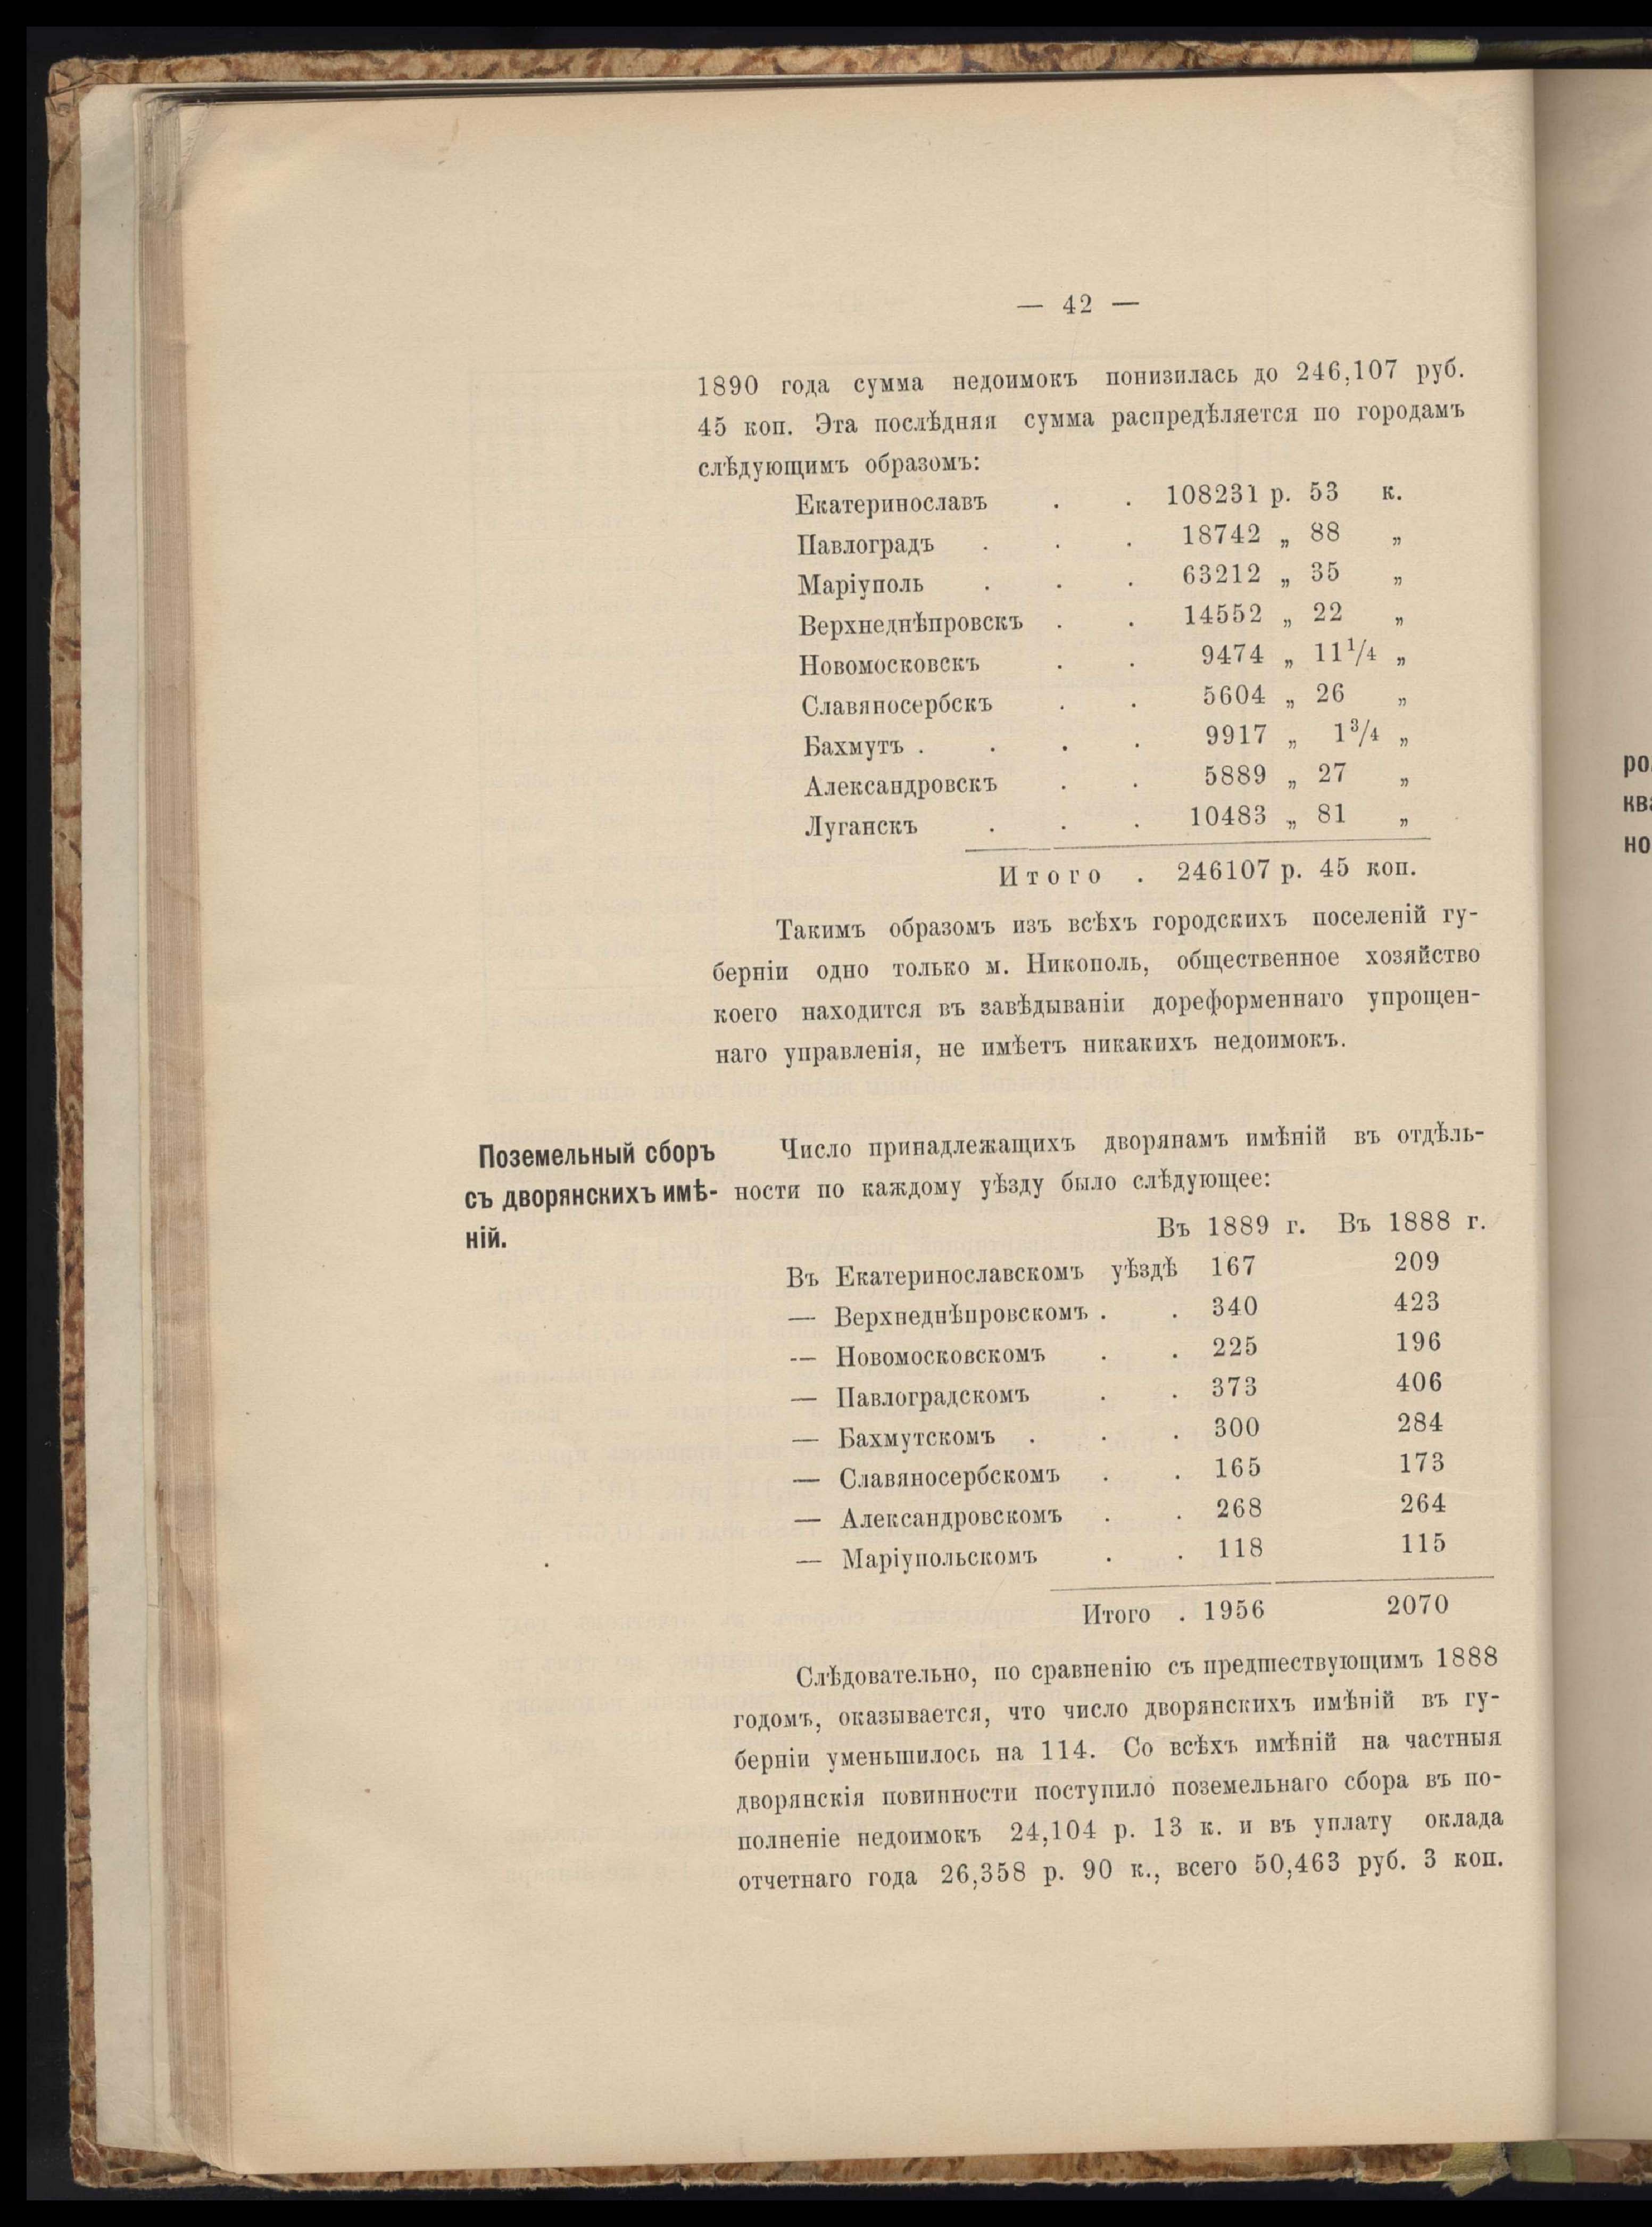 — 42 —
1890 года сумма недоимокъ понизилась до 246,107 руб.
45 коп. Эта послѣдняя сумма распредѣляется по городамъ
слѣдующимъ образомъ:
Екатеринославъ . . 108231 р. 53 к.
Павлоградъ . . . 18742 „ 88 „
Маріуполь . . . 63212 „ 35 „
Верхнеднѣпровскъ . . 14552 „ 22 „
Новомосковскъ . . 9474 „ 11 1/4 „
Славяносербскъ . . 5604 „ 26 „
Бахмутъ . . . . 9917 „ 1 3/4 „
Александровскъ . . 5889 „ 27 „
Луганскъ . . . 10483 „ 81 „
Итого . 246107 р. 45 коп.
Такимъ образомъ изъ всѣхъ городскихъ поселеній гу-
берніи одно только м. Никополь, общественное хозяйство
коего находится въ завѣдываніи дореформеннаго упрощен-
наго управленія, не имѣетъ никакихъ недоимокъ.
Поземельный сборъ
съ дворянскихъ имѣ-
ній.
Число принадлежащихъ дворянамъ имѣній въ отдѣль-
ности по каждому уѣзду было слѣдующее:
Въ 1889 г. Въ 1888 г.
Въ Екатеринославскомъ уѣздѣ 167 209
— Верхнеднѣпровскомъ . . 340 423
— Новомосковскомъ . . 225 196
— Павлоградскомъ . . 373 406
— Бахмутскомъ . . . 300 284
— Славяносербскомъ . . 165 173
— Александровскомъ . . 268 264
— Маріупольскомъ . . 118 115
Итого . 1956 2070
Слѣдовательно, по сравненію съ предшествующимъ 1888
годомъ, оказывается, что число дворянскихъ имѣній въ гу-
берніи уменьшилось на 114. Со всѣхъ имѣній на частныя
дворянскія повинности поступило поземельнаго сбора въ по-
полненіе недоимокъ 24,104 р. 13 к. и въ уплату оклада
отчетнаго года 26,358 р. 90 к., всего 50,463 руб. 3 коп.